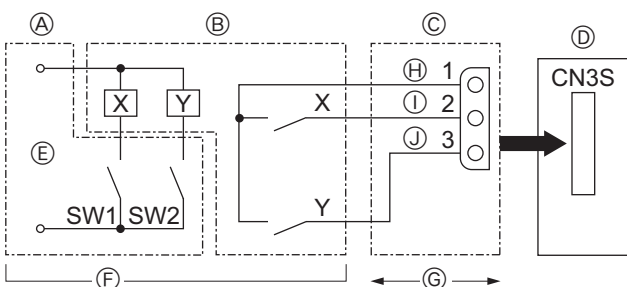 Ⓐ Ⓑ Ⓒ Ⓓ
CN3S
Ⓗ 1
X Y X Ⓘ 2
Ⓙ 3
Ⓔ
Y
SW1 SW2
Ⓕ Ⓖ